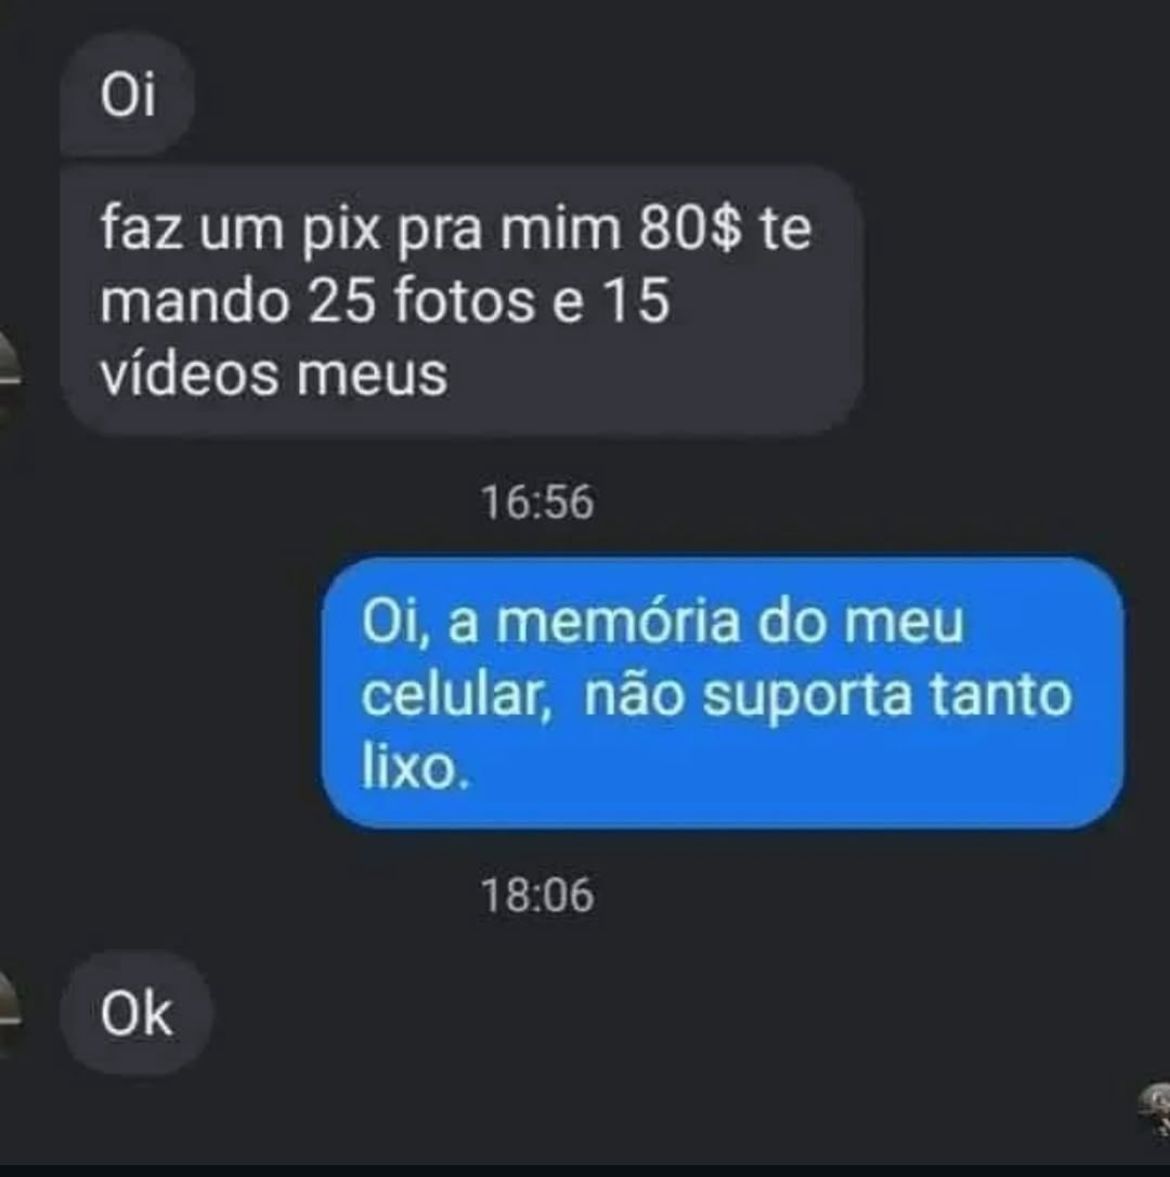 Oi
faz um pix pra mim 80$ te
mando 25 fotos e 15
vídeos meus
16:56
Oi, a memória do meu
celular, não suporta tanto
lixo.
18:06
Ok